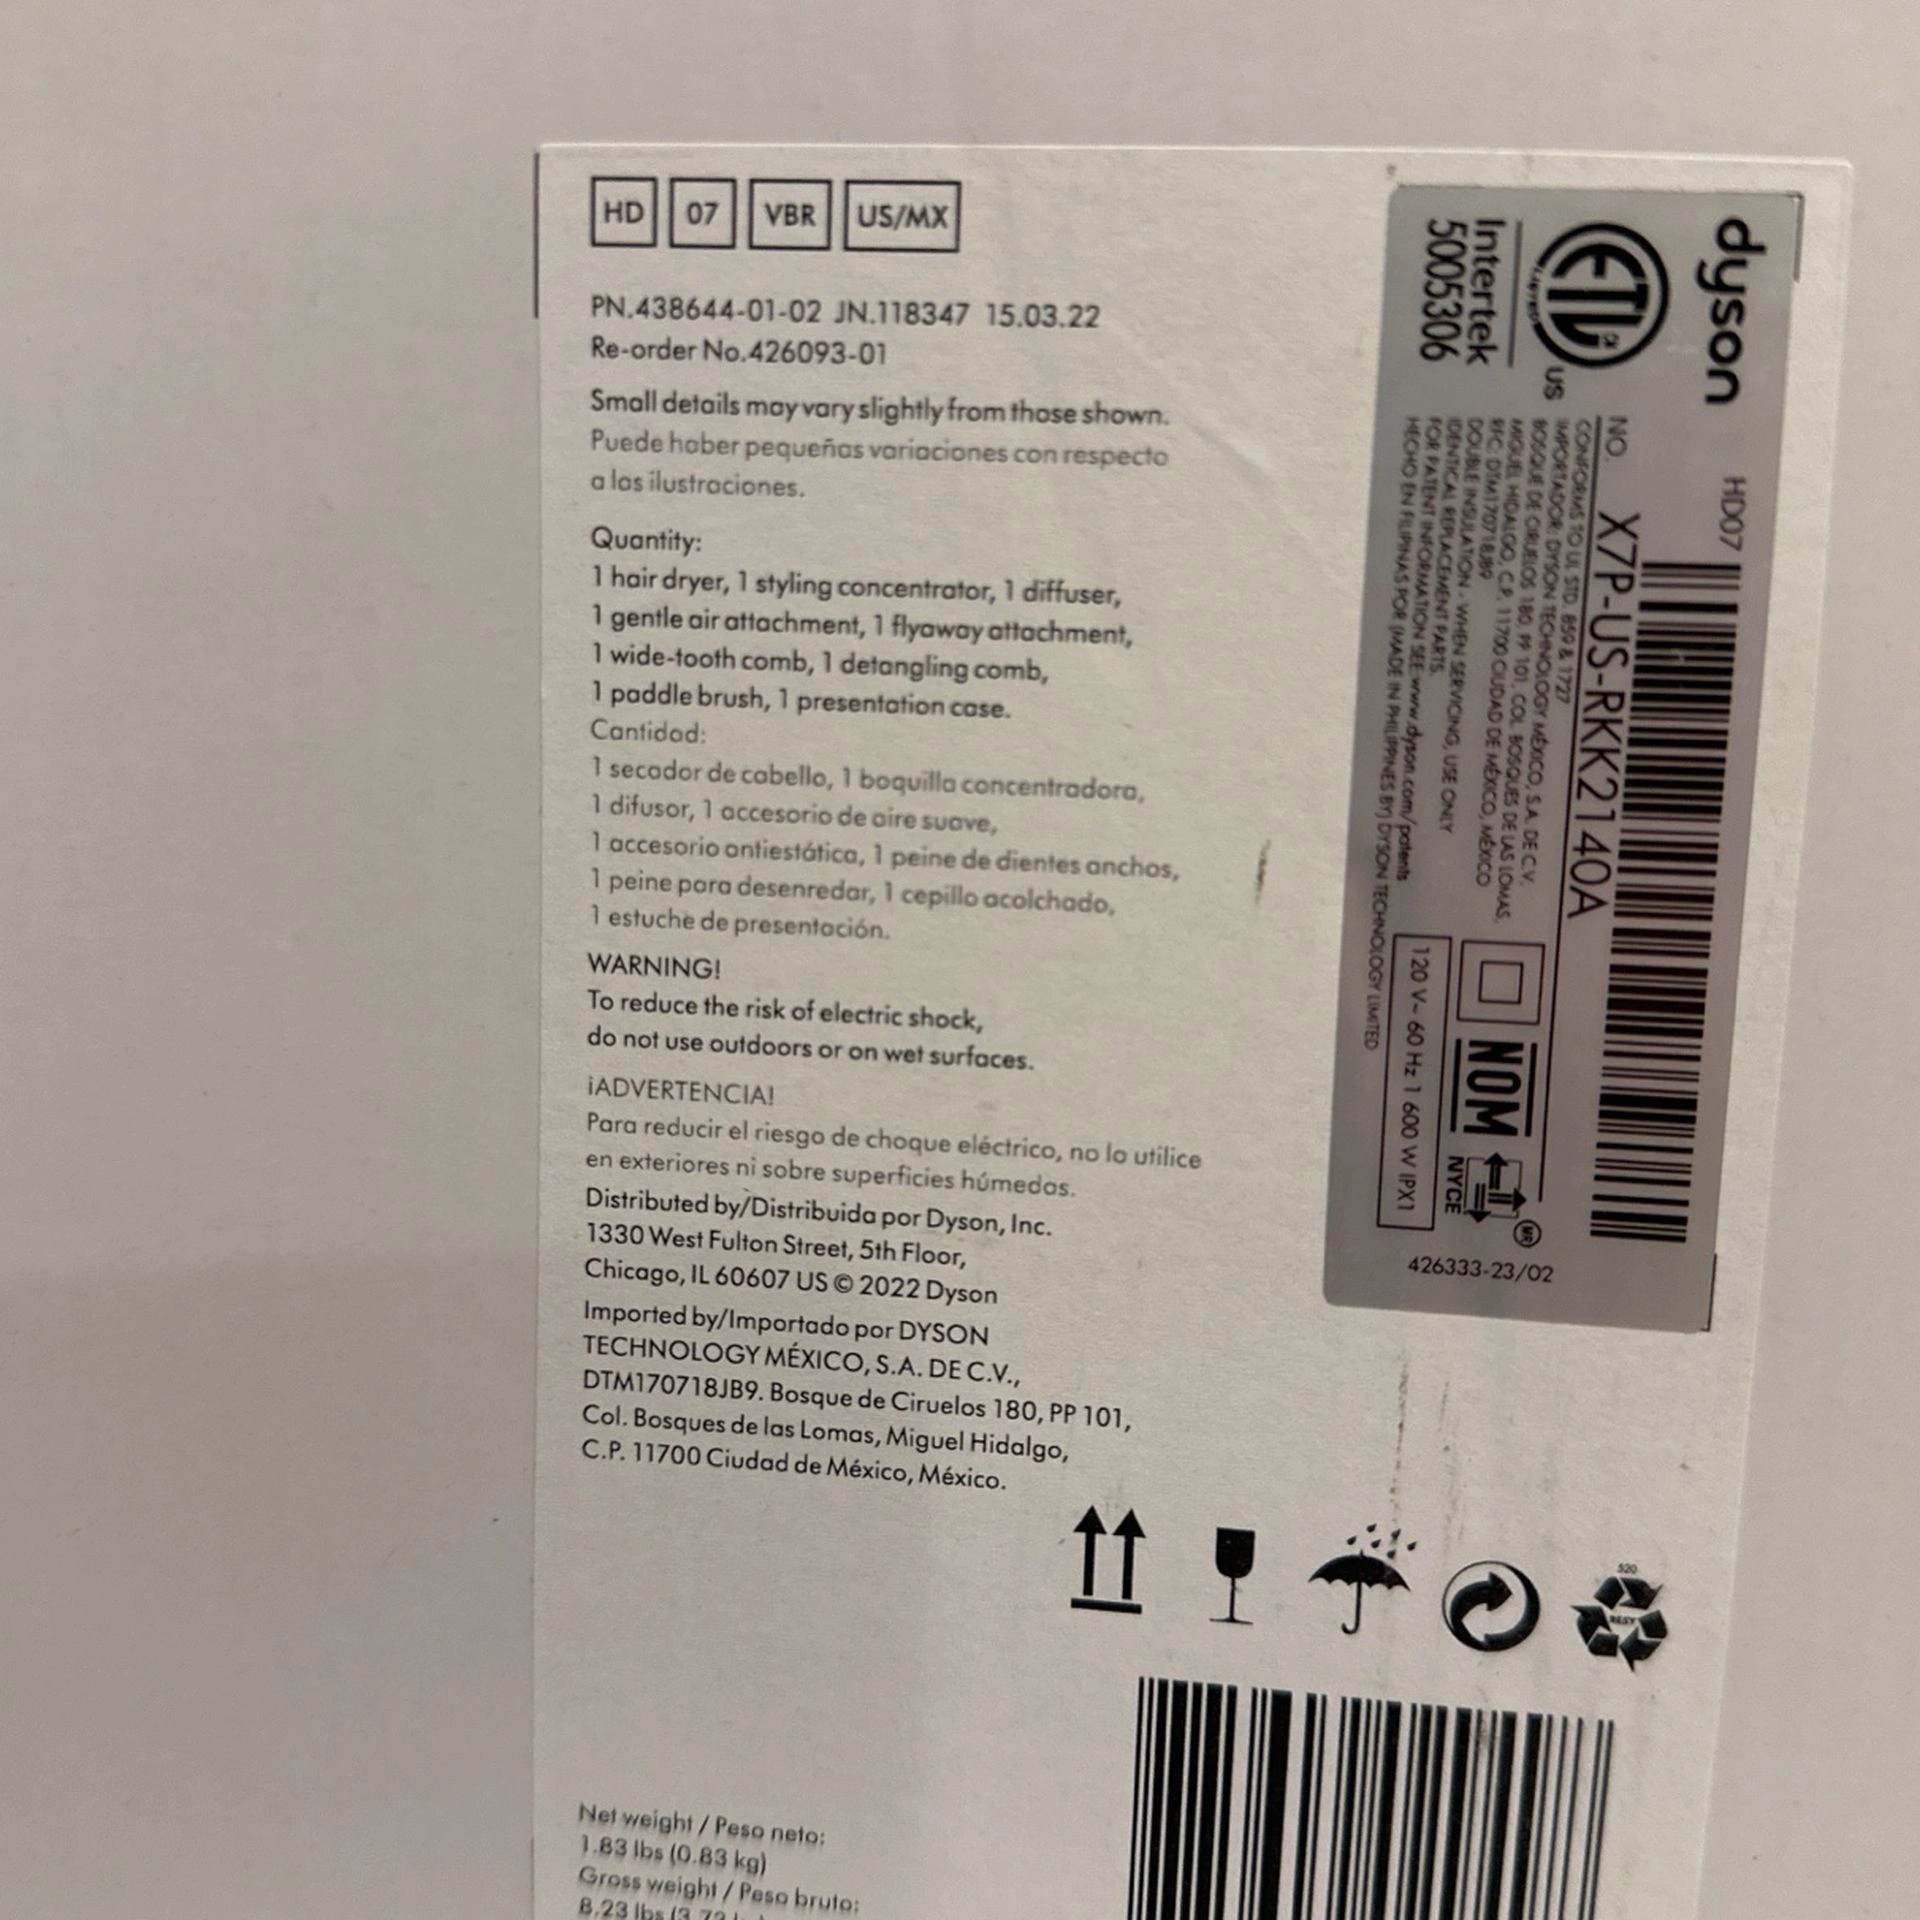 HD 07 VBR US/MX
PN.438644-01-02 JN.118347 15.03.22
Re-order No.426093-01
Small details may vary slightly from those shown.
Puede haber pequeñas variaciones con respecto
a las ilustraciones.
Quantity:
1 hair dryer, 1 styling concentrator, 1 diffuser,
1 gentle air attachment, 1 flyaway attachment,
1 wide-tooth comb, 1 detangling comb,
1 paddle brush, 1 presentation case.
Cantidad:
1 secador de cabello, 1 boquilla concentradora,
1 difusor, 1 accesorio de aire suave,
1 accesorio antiestático, 1 peine de dientes anchos,
1 peine para desenredar, 1 cepillo acolchado,
1 estuche de presentación.
WARNING!
To reduce the risk of electric shock,
do not use outdoors or on wet surfaces.
¡ADVERTENCIA!
Para reducir el riesgo de choque eléctrico, no lo utilice
en exteriores ni sobre superficies húmedas.
Distributed by/Distribuida por Dyson, Inc.
1330 West Fulton Street, 5th Floor,
Chicago, IL 60607 US © 2022 Dyson
Imported by/Importado por DYSON
TECHNOLOGY MÉXICO, S.A. DE C.V.,
DTM170718JB9. Bosque de Ciruelos 180, PP 101,
Col. Bosques de las Lomas, Miguel Hidalgo,
C.P. 11700 Ciudad de México, México.
Net weight / Peso neto:
1.83 lbs (0.83 kg)
Gross weight / Peso bruto:
8.23 lbs
dyson HD07
NO. X7P-US-RKK2140A
ETL US
Intertek
5005306
CONFORMS TO UL STD. 859 & 1727
IMPORTADOR: DYSON TECHNOLOGY MÉXICO, S.A. DE C.V.
BOSQUE DE CIRUELOS 180, PP 101, COL. BOSQUES DE LAS LOMAS,
MIGUEL HIDALGO, C.P. 11700 CIUDAD DE MÉXICO, MÉXICO
RFC: DTM170718JB9
DOUBLE INSULATION - WHEN SERVICING, USE ONLY
IDENTICAL REPLACEMENT PARTS.
FOR PATENT INFORMATION SEE: www.dyson.com/patents
HECHO EN FILIPINAS POR (MADE IN PHILIPPINES BY) DYSON TECHNOLOGY LIMITED
NOM
NYCE
MR
120 V~ 60 Hz 1 600 W IPX1
426333-23/02
520
RESY